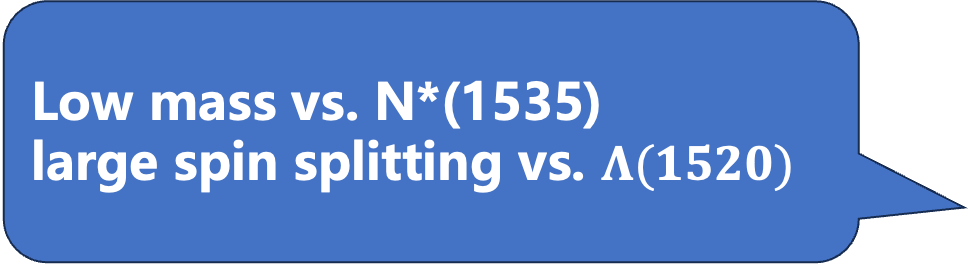 Low mass vs. N*(1535)
large spin splitting vs. Λ(1520)